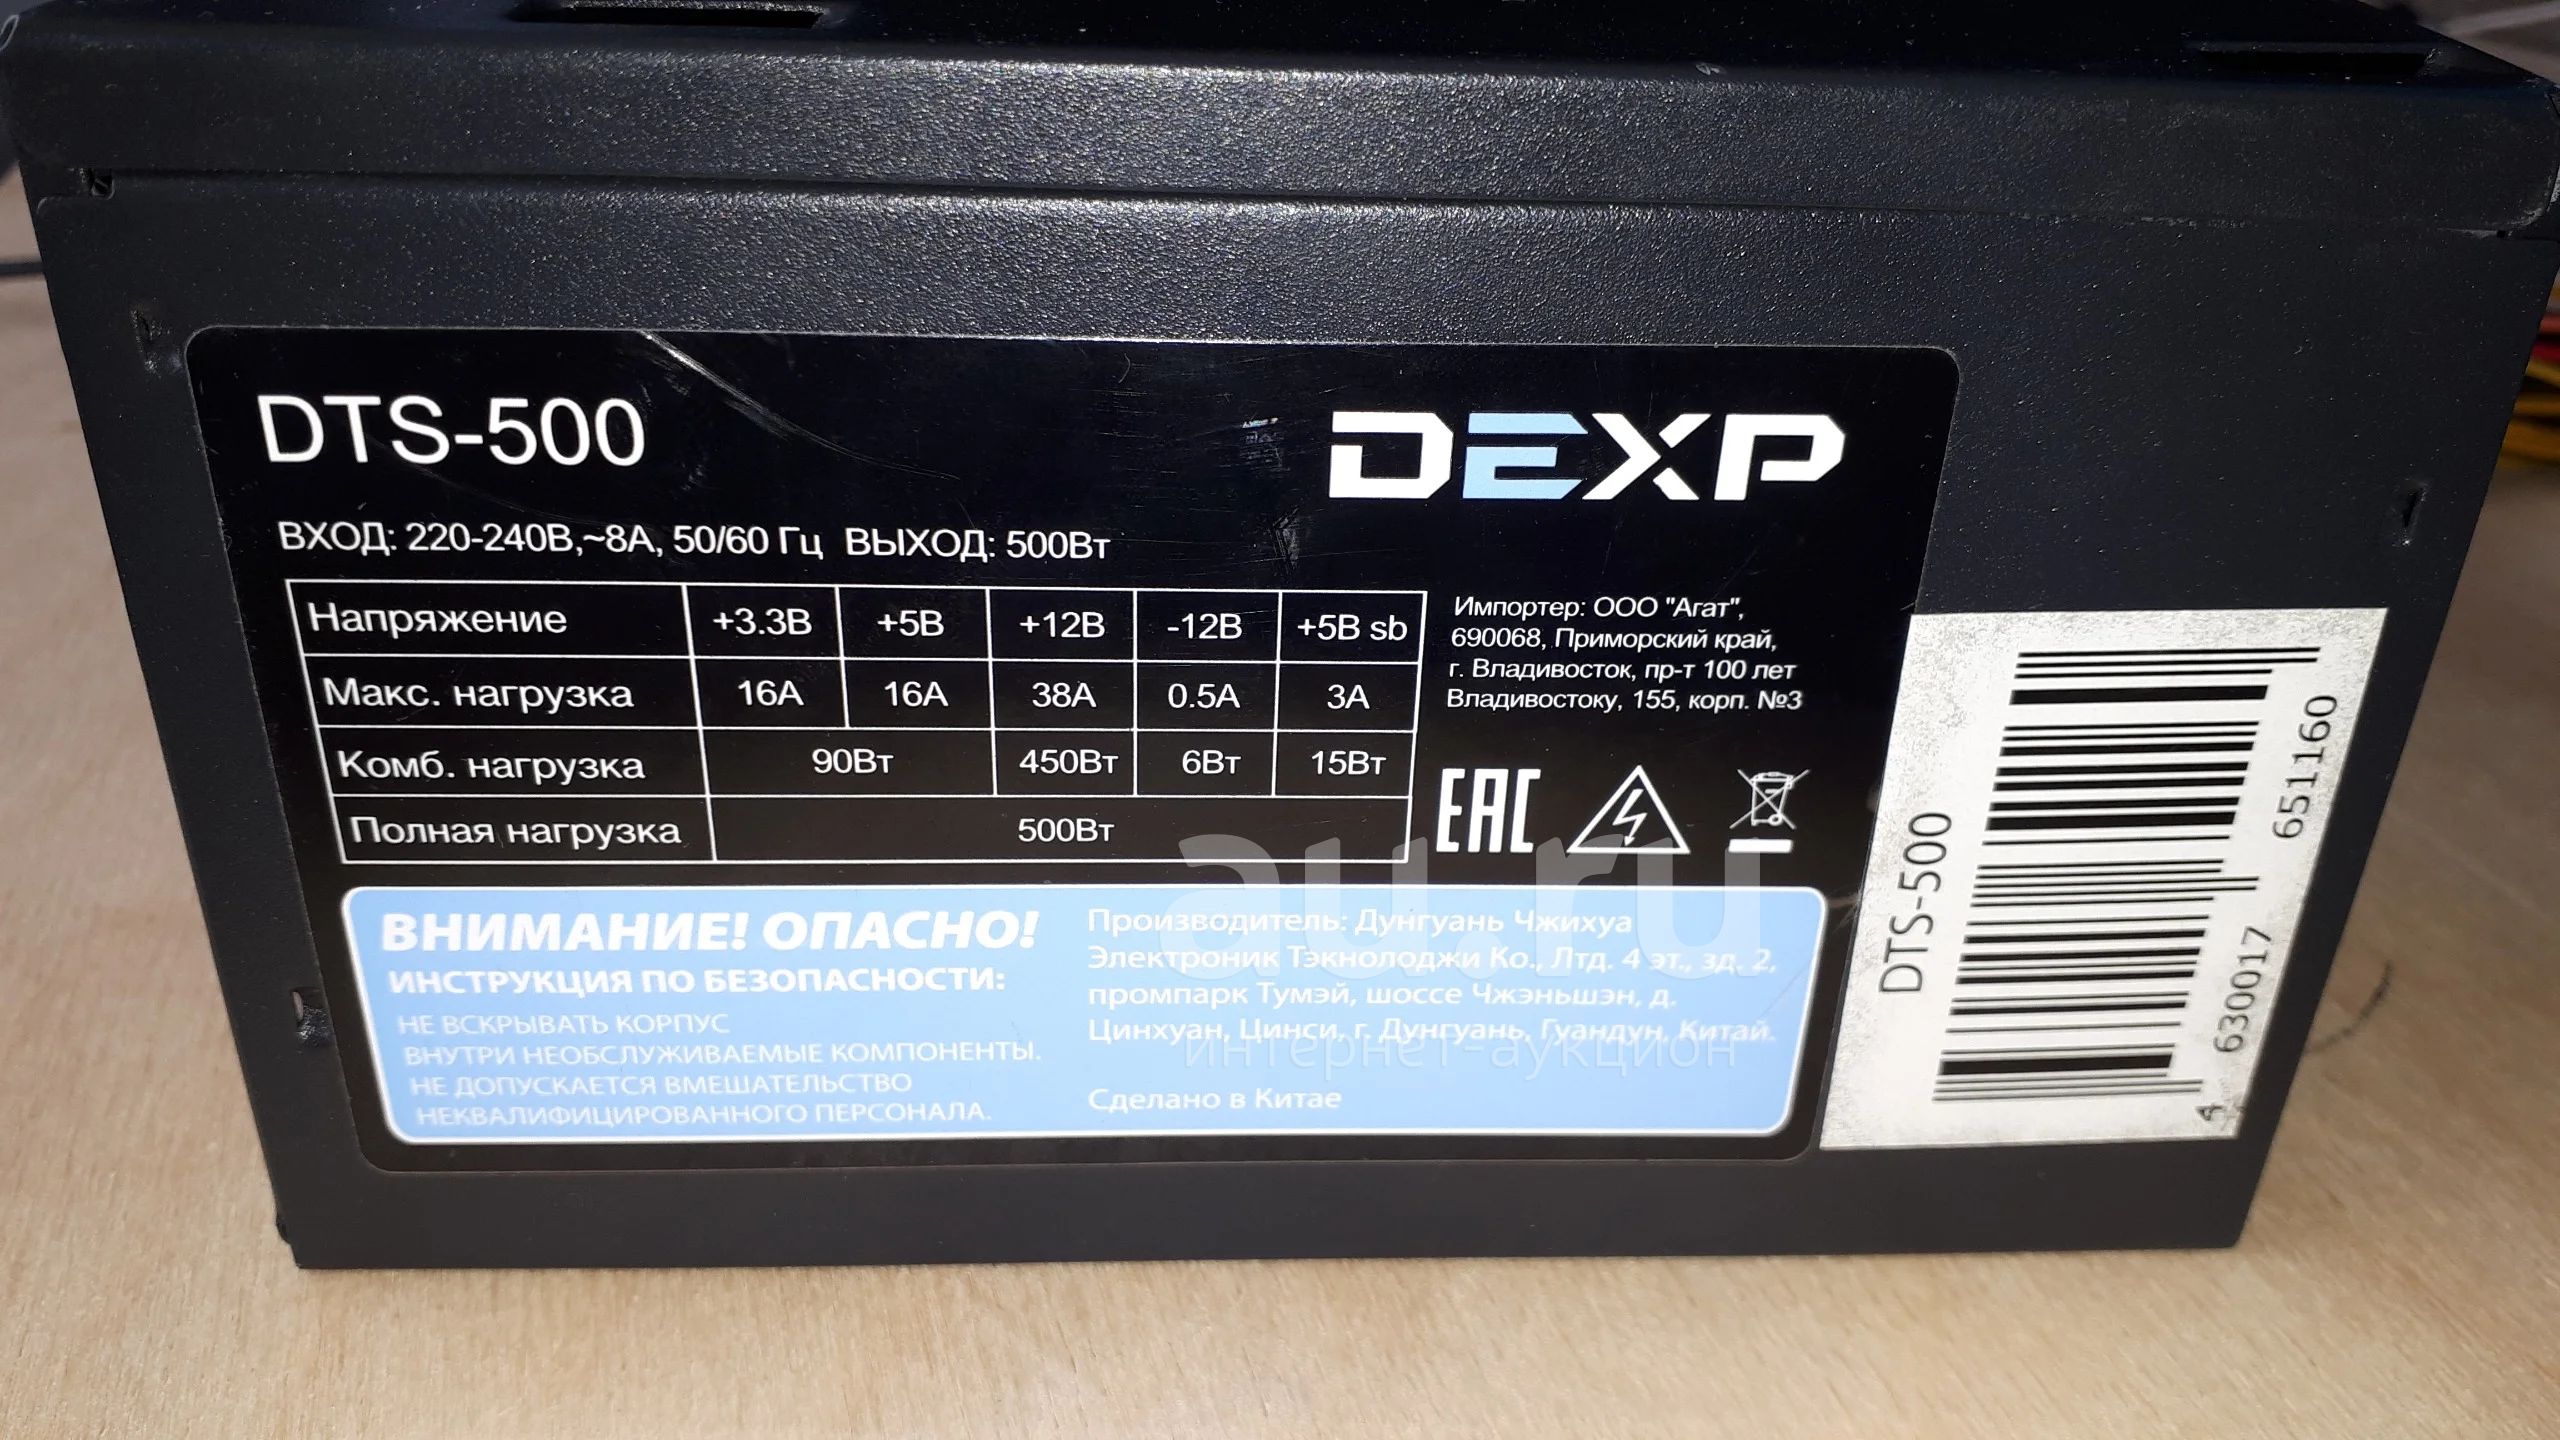 DTS-500
DEXP
ВХОД: 220-240В,~8А, 50/60 Гц ВЫХОД: 500Вт
Напряжение +3.3В +5В +12В -12В +5В sb
Макс. нагрузка 16А 16А 38А 0.5А 3А
Комб. нагрузка 90Вт 450Вт 6Вт 15Вт
Полная нагрузка 500Вт
Импортер: ООО "Агат",
690068, Приморский край,
г. Владивосток, пр-т 100 лет
Владивостоку, 155, корп. №3
EAC
ВНИМАНИЕ! ОПАСНО!
ИНСТРУКЦИЯ ПО БЕЗОПАСНОСТИ:
НЕ ВСКРЫВАТЬ КОРПУС
ВНУТРИ НЕОБСЛУЖИВАЕМЫЕ КОМПОНЕНТЫ.
НЕ ДОПУСКАЕТСЯ ВМЕШАТЕЛЬСТВО
НЕКВАЛИФИЦИРОВАННОГО ПЕРСОНАЛА.
Производитель: Дунгуань Чжихуа
Электроник Тэкнолоджи Ко., Лтд. 4 эт., зд. 2,
промпарк Тумэй, шоссе Чжэньшэн, д.
Цинхуан, Цинси, г. Дунгуань, Гуандун, Китай.
Сделано в Китае
DTS-500
4 630017 651160
au.ru
интернет-аукцион